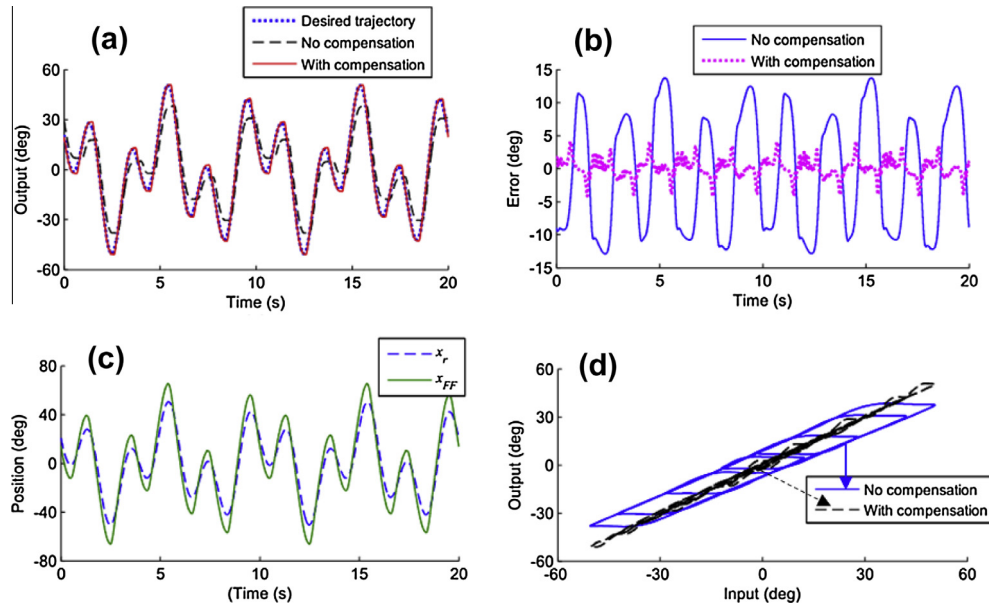 (a)
Desired trajectory
No compensation
With compensation
60
30
0
-30
-60
Output (deg)
0
5
10
15
20
Time (s)
(b)
No compensation
With compensation
15
10
5
0
-5
-10
-15
Error (deg)
0
5
10
15
20
Time (s)
(c)
x_r
x_FF
80
40
0
-40
-80
Position (deg)
0
5
10
15
20
(Time (s)
(d)
60
30
0
-30
-60
Output (deg)
No compensation
With compensation
-60
-30
0
30
60
Input (deg)